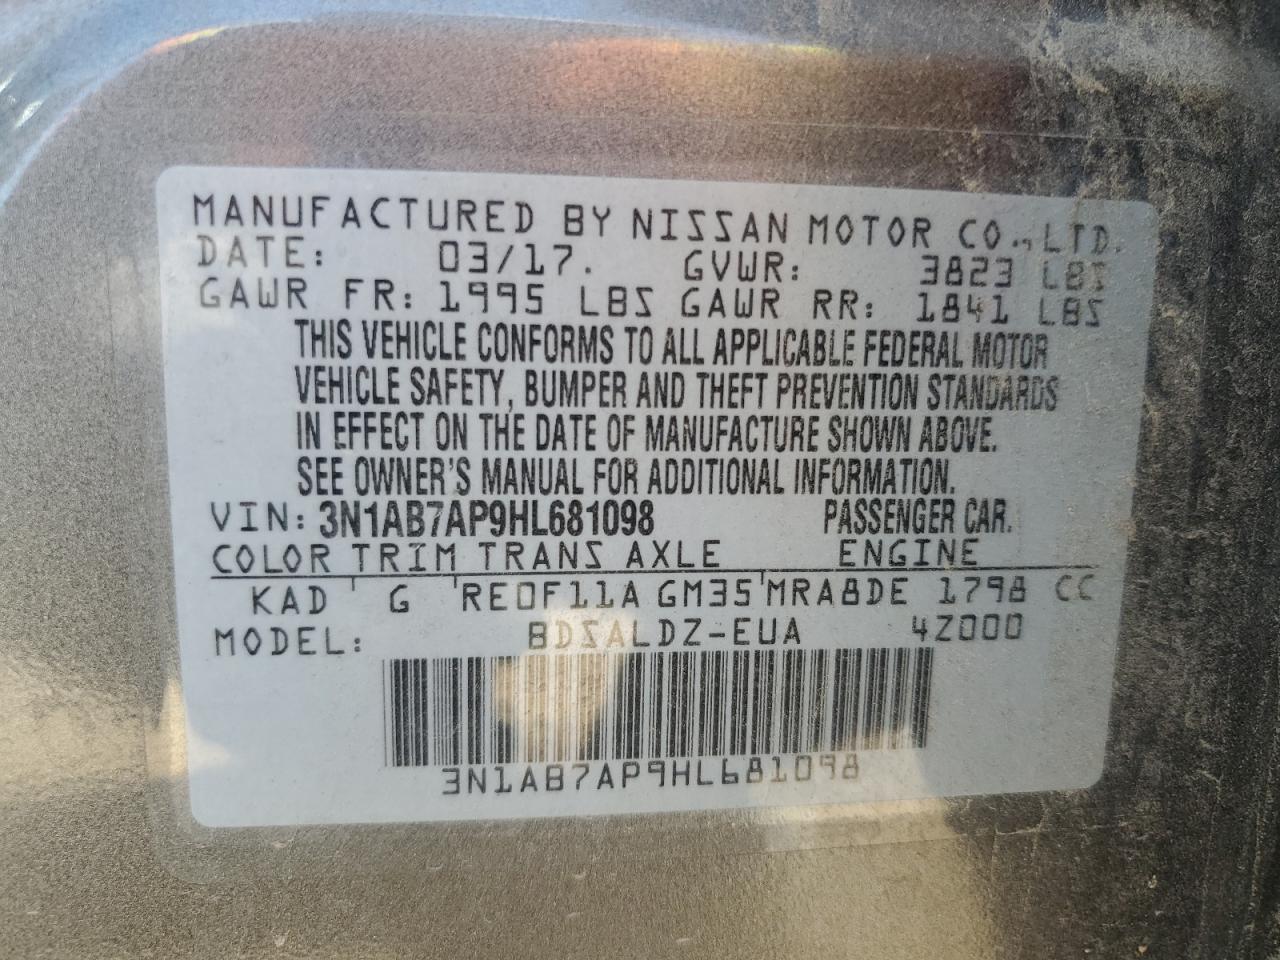 MANUFACTURED BY NISSAN MOTOR CO., LTD.
DATE: 03/17. GVWR: 3823 LBS
GAWR FR: 1995 LBS GAWR RR: 1841 LBS
THIS VEHICLE CONFORMS TO ALL APPLICABLE FEDERAL MOTOR
VEHICLE SAFETY, BUMPER AND THEFT PREVENTION STANDARDS
IN EFFECT ON THE DATE OF MANUFACTURE SHOWN ABOVE.
SEE OWNER'S MANUAL FOR ADDITIONAL INFORMATION.
VIN: 3N1AB7AP9HL681098 PASSENGER CAR.
COLOR TRIM TRANS AXLE ENGINE
KAD G RE0F11A GM35 MRA8DE 1798 CC
MODEL: BDSALDZ-EUA 4Z000
3N1AB7AP9HL681098